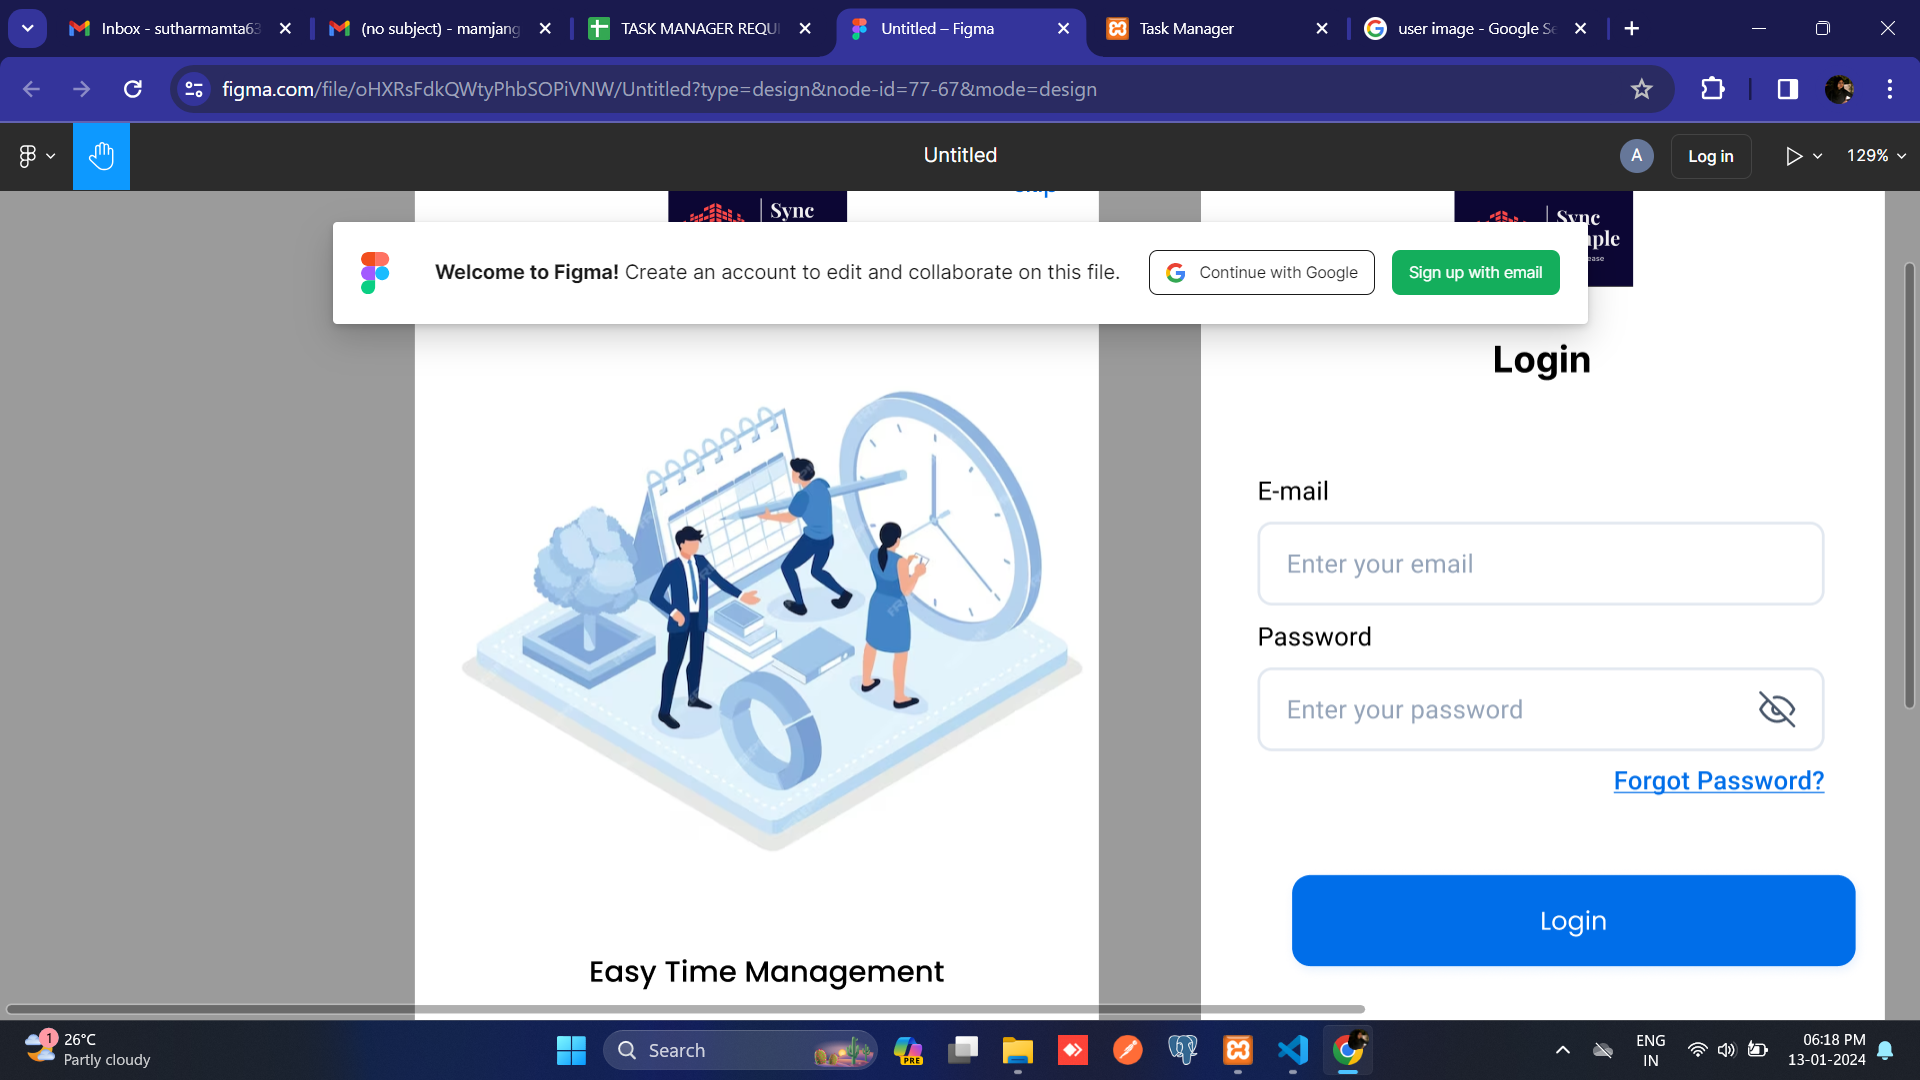 Inbox - sutharmamta63
(no subject) - mamjang
TASK MANAGER REQUI
Untitled – Figma
Task Manager
user image - Google Se
figma.com/file/oHXRsFdkQWtyPhbSOPiVNW/Untitled?type=design&node-id=77-67&mode=design
Untitled
A
Log in
129%
Sync
Sync
Welcome to Figma! Create an account to edit and collaborate on this file.
Continue with Google
Sign up with email
Login
E-mail
Enter your email
Password
Enter your password
Forgot Password?
Login
Easy Time Management
1
26°C
Partly cloudy
Search
PRE
ENG
IN
06:18 PM
13-01-2024